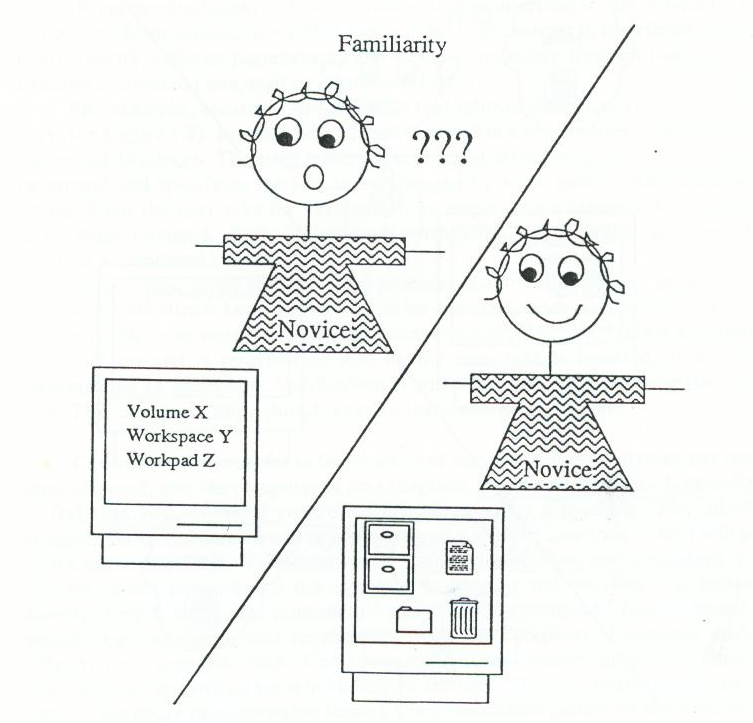 Familiarity
???
Novice
Volume X
Workspace Y
Workpad Z
Novice